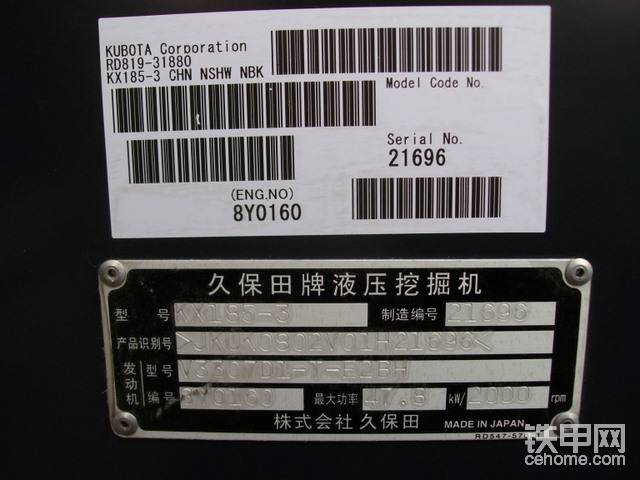 KUBOTA Corporation
RD819-31880
KX185-3 CHN NSHW NBK
Model Code No.
Serial No.
21696
(ENG,NO)
8Y0160
久保田牌液压挖掘机
型 号 KX185-3 制造编号 21696
产品识别号
发动机 型号 V3307DI-T-E2BH
编号 8Y0160 最大功率 47.8 kW/ 2000 rpm
株式会社久保田 MADE IN JAPAN
铁甲网
cehome.com